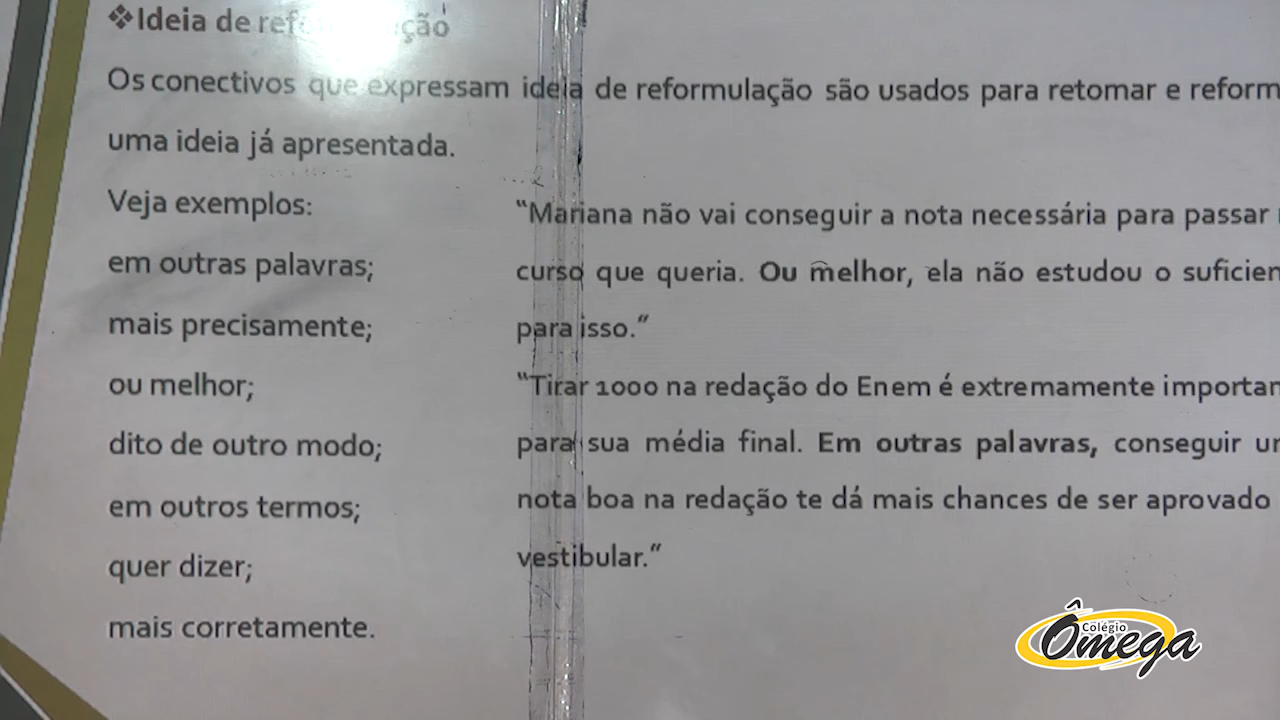 ❖Ideia de
Os conectivos que expressam ideia de reformulação são usados para retomar e reform
uma ideia já apresentada.
Veja exemplos:
em outras palavras;
mais precisamente;
ou melhor;
dito de outro modo;
em outros termos;
quer dizer;
mais corretamente.
“Mariana não vai conseguir a nota necessária para passar
curso que queria. Ou melhor, ela não estudou o suficien
para isso.”
“Tirar 1000 na redação do Enem é extremamente importan
para sua média final. Em outras palavras, conseguir
nota boa na redação te dá mais chances de ser aprovado
vestibular.”
Colégio
Ômega